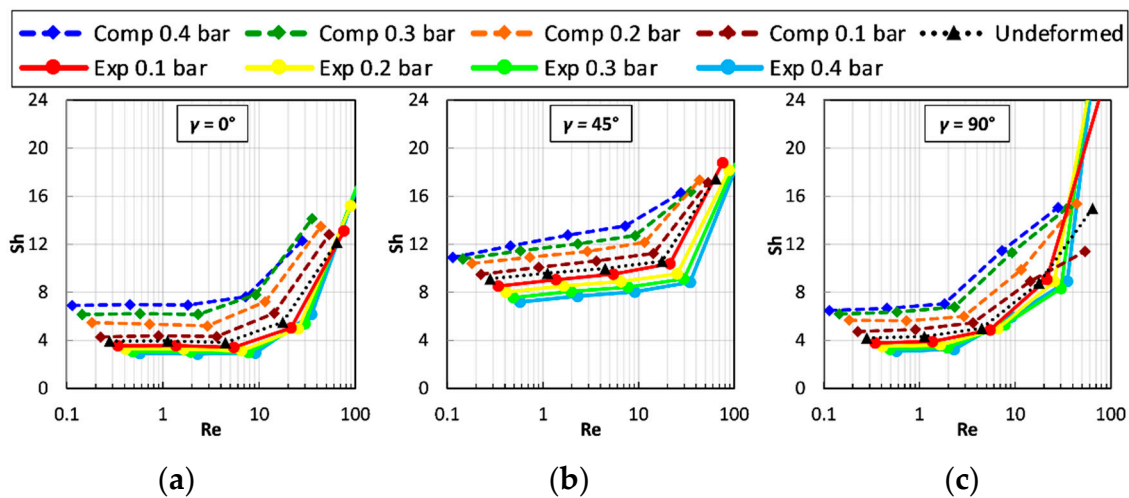 Comp 0.4 bar Comp 0.3 bar Comp 0.2 bar Comp 0.1 bar Undeformed
Exp 0.1 bar Exp 0.2 bar Exp 0.3 bar Exp 0.4 bar
24 24 24
γ = 0° γ = 45° γ = 90°
20 20 20
16 16 16
Sh Sh Sh
12 12 12
8 8 8
4 4 4
0 0 0
0.1 1 10 100 0.1 1 10 100 0.1 1 10 100
Re Re Re
(a) (b) (c)